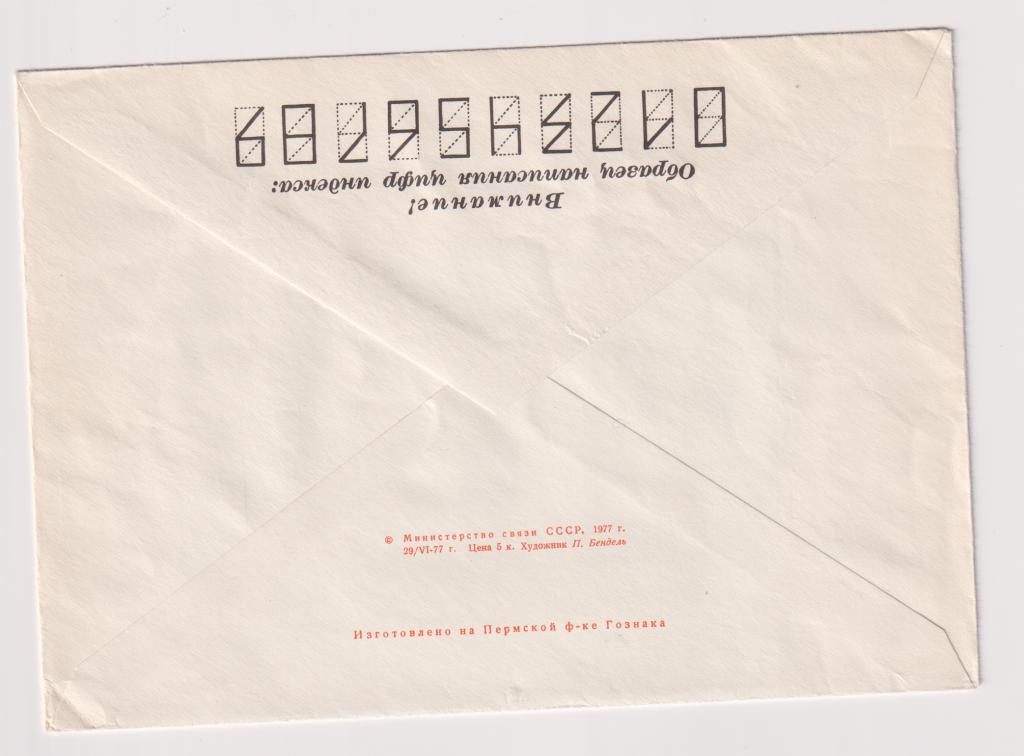 Внимание!
Образец написания цифр индекса:
0123456789
© Министерство связи СССР, 1977 г.
29/VI-77 г. Цена 5 к. Художник П. Бендель
Изготовлено на Пермской ф-ке Гознака